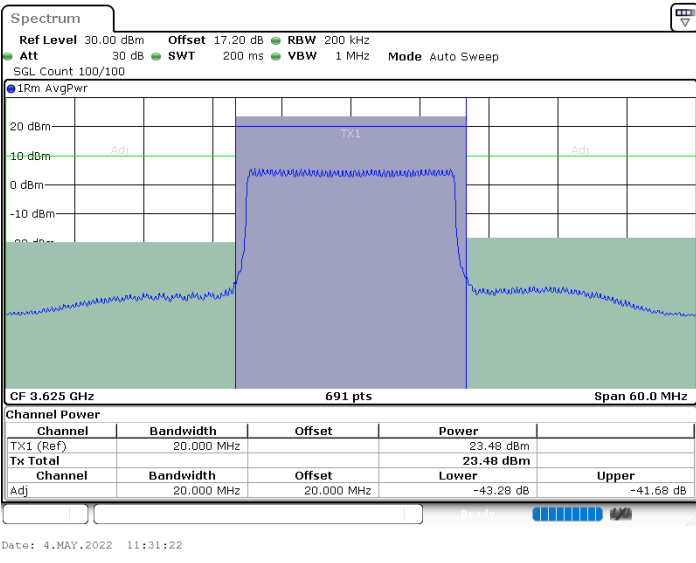 Spectrum
Ref Level 30.00 dBm Offset 17.20 dB RBW 200 kHz
Att 30 dB SWT 200 ms VBW 1 MHz Mode Auto Sweep
SGL Count 100/100
1Rm AvgPwr
20 dBm
TX1
10 dBm Adj Adj
0 dBm
-10 dBm
CF 3.625 GHz 691 pts Span 60.0 MHz
Channel Power
Channel Bandwidth Offset Power
TX1 (Ref) 20.000 MHz 23.48 dBm
Tx Total 23.48 dBm
Channel Bandwidth Offset Lower Upper
Adj 20.000 MHz 20.000 MHz -43.28 dB -41.68 dB
Ready
Date: 4.MAY.2022 11:31:22